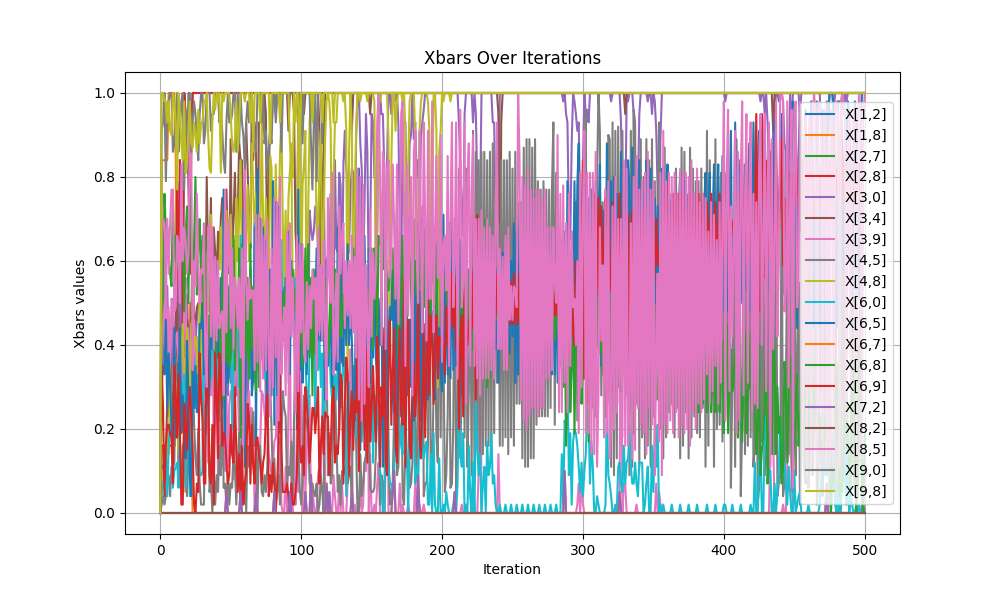 Xbars Over Iterations
Xbars values
1.0
0.8
0.6
0.4
0.2
0.0
0
100
200
300
400
500
Iteration
X[1,2]
X[1,8]
X[2,7]
X[2,8]
X[3,0]
X[3,4]
X[3,9]
X[4,5]
X[4,8]
X[6,0]
X[6,5]
X[6,7]
X[6,8]
X[6,9]
X[7,2]
X[8,2]
X[8,5]
X[9,0]
X[9,8]